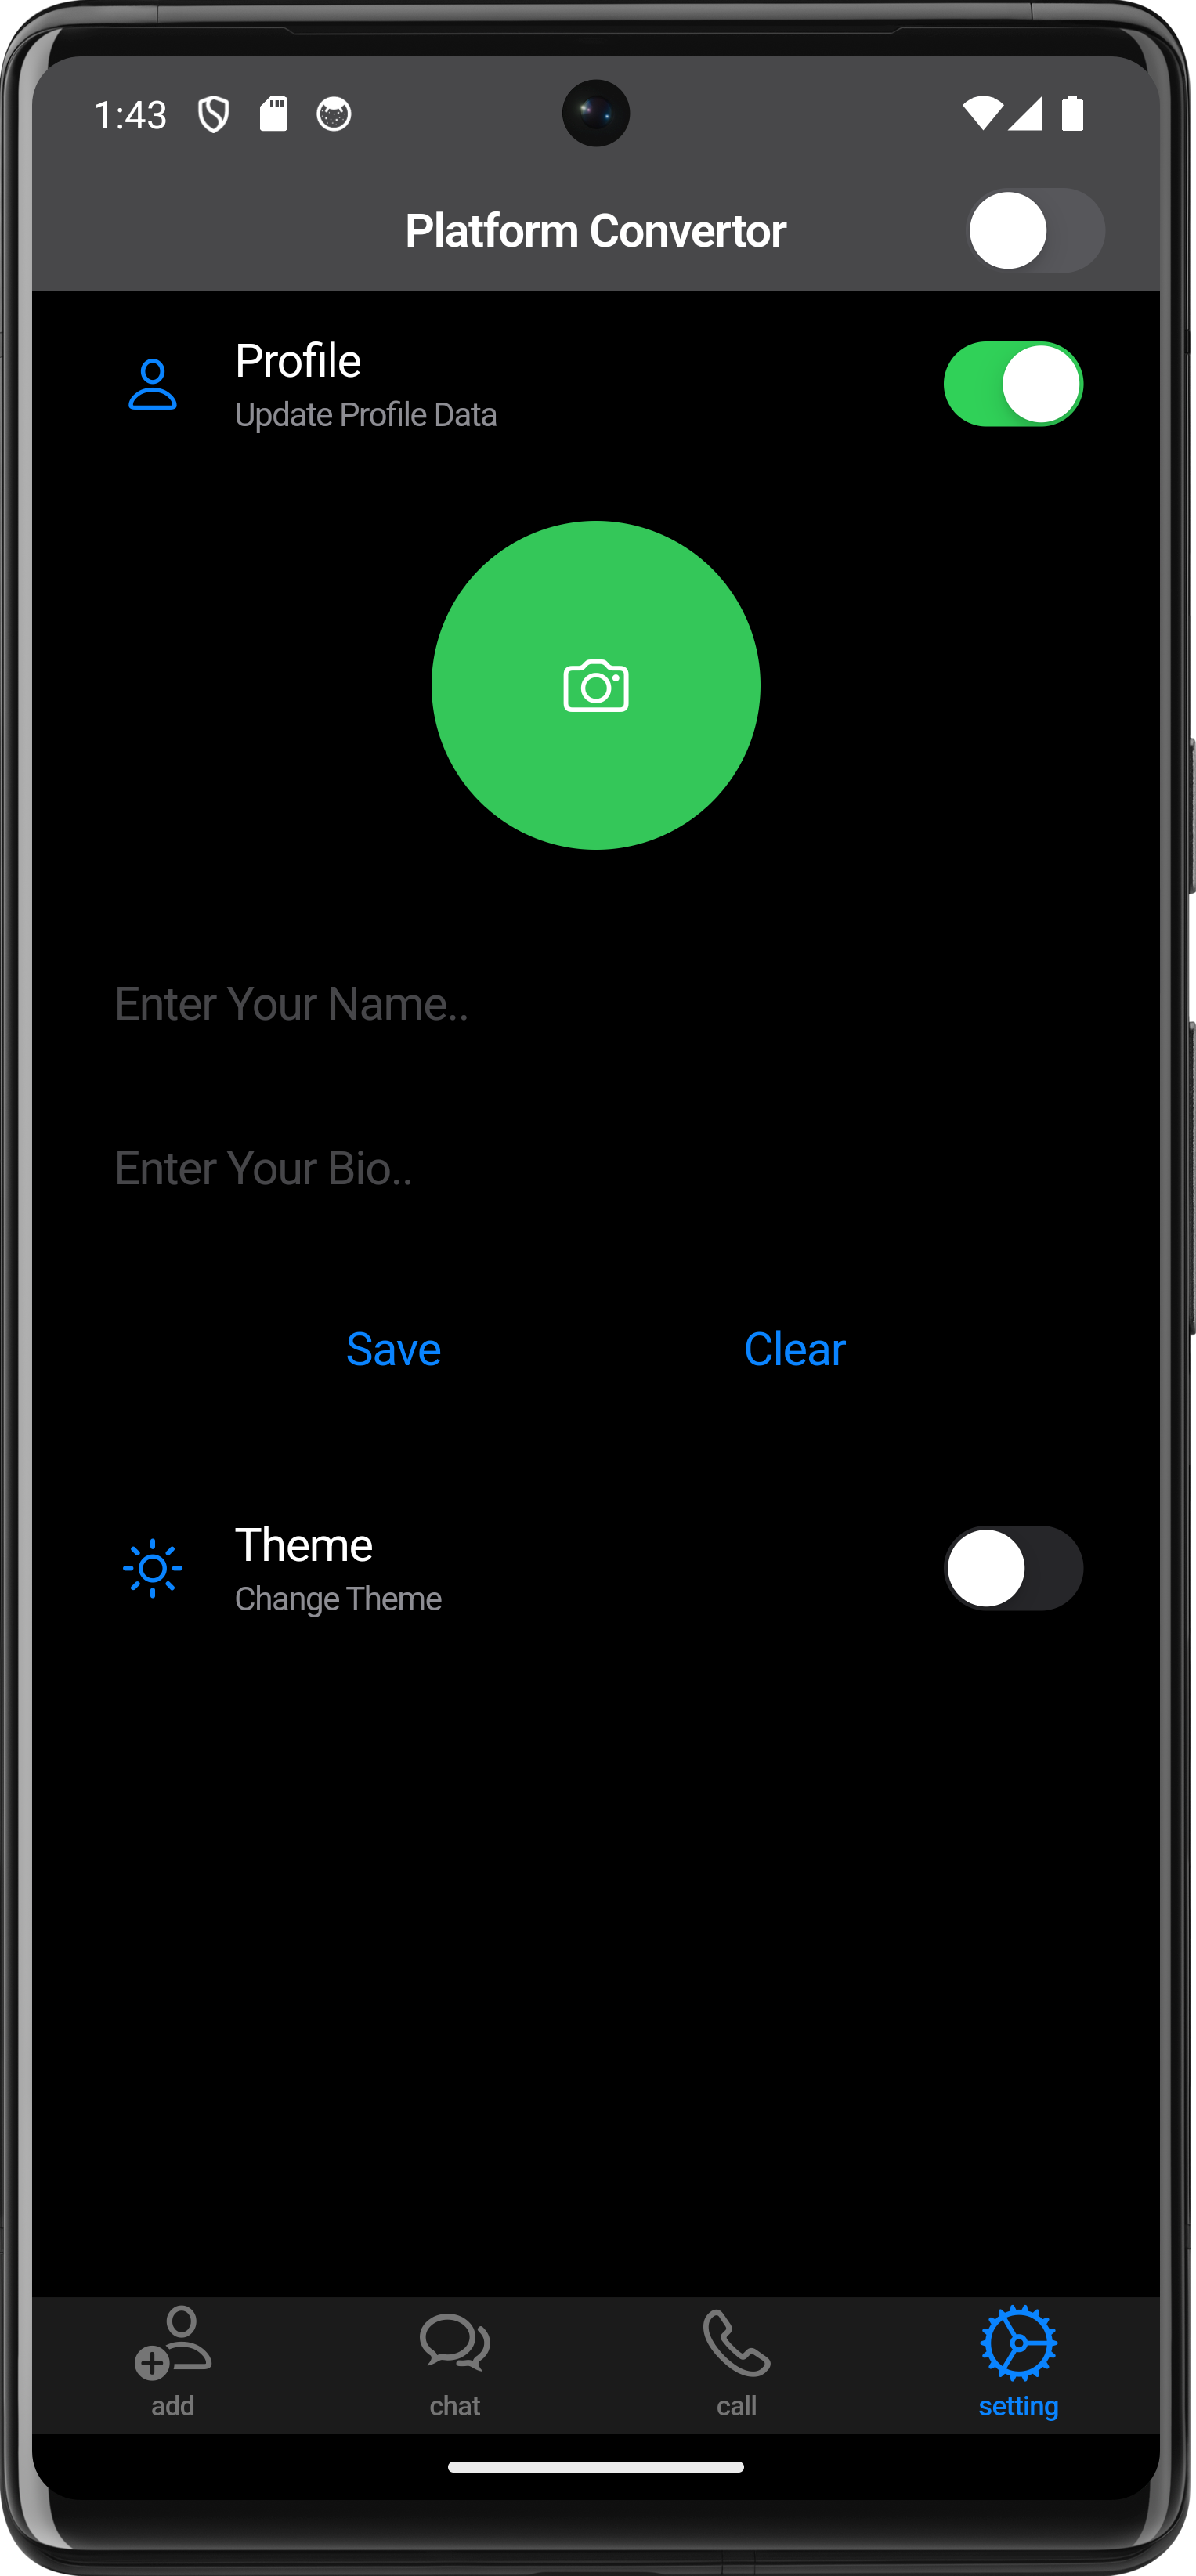 1:43
Platform Convertor
Profile
Update Profile Data
Enter Your Name..
Enter Your Bio..
Save
Clear
Theme
Change Theme
add
chat
call
setting